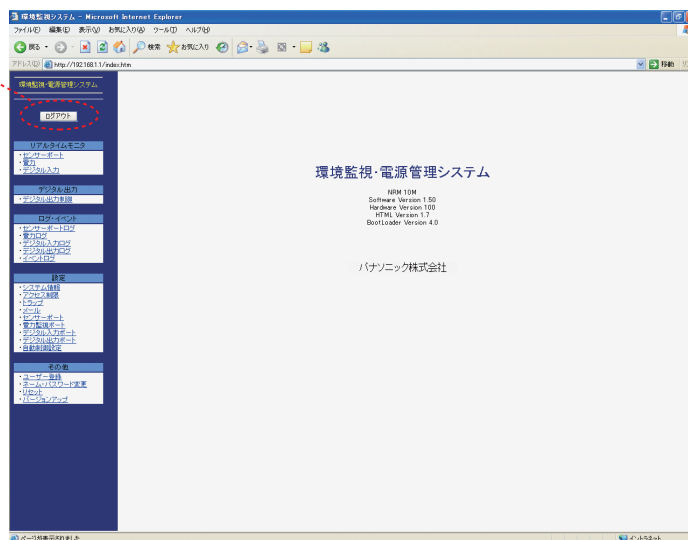 環境監視システム - Microsoft Internet Explorer
ファイル(F) 編集(E) 表示(V) お気に入り(A) ツール(T) ヘルプ(H)
戻る 検索 お気に入り
アドレス(D) http://192.168.1.1/index.htm 移動
環境監視・電源管理システム
ログアウト
リアルタイムモニタ
・センサーポート
・電力
・デジタル入力
デジタル出力
・デジタル出力制御
ログ・イベント
・センサーポートログ
・電力ログ
・デジタル入力ログ
・デジタル出力ログ
・イベントログ
設定
・システム情報
・アクセス制限
・トラップ
・メール
・センサーポート
・電力監視ポート
・デジタル入力ポート
・デジタル出力ポート
・自動制御設定
その他
・ユーザー登録
・ネーム・パスワード変更
・リセット
・バージョンアップ
環境監視・電源管理システム
NRM 10M
Software Version 1.50
Hardware Version 100
HTML Version 1.7
BootLoader Version 4.0
パナソニック株式会社
ページが表示されました
イントラネット